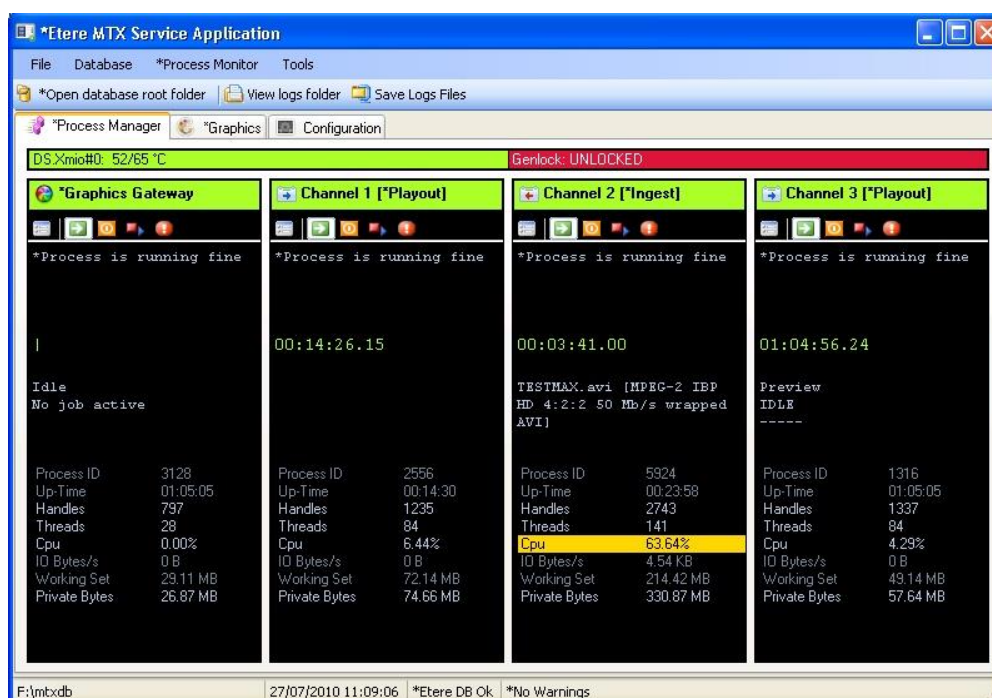 *Etere MTX Service Application
File Database *Process Monitor Tools
*Open database root folder View logs folder Save Logs Files
*Process Manager *Graphics Configuration
DS.Xmio#0: 52/65 °C Genlock: UNLOCKED
*Graphics Gateway
*Process is running fine
|
Idle
No job active
Process ID 3128
Up-Time 01:05:05
Handles 797
Threads 28
Cpu 0.00%
IO Bytes/s 0 B
Working Set 29.11 MB
Private Bytes 26.87 MB
Channel 1 [*Playout]
*Process is running fine
00:14:26.15
Process ID 2556
Up-Time 00:14:30
Handles 1235
Threads 84
Cpu 6.44%
IO Bytes/s 0 B
Working Set 72.14 MB
Private Bytes 74.66 MB
Channel 2 [*Ingest]
*Process is running fine
00:03:41.00
TESTMAX.avi [MPEG-2 IBP
HD 4:2:2 50 Mb/s wrapped
AVI]
Process ID 5924
Up-Time 00:23:58
Handles 2743
Threads 141
Cpu 63.64%
IO Bytes/s 4.54 KB
Working Set 214.42 MB
Private Bytes 330.87 MB
Channel 3 [*Playout]
*Process is running fine
01:04:56.24
Preview
IDLE
-----
Process ID 1316
Up-Time 01:05:05
Handles 1337
Threads 84
Cpu 4.29%
IO Bytes/s 0 B
Working Set 49.14 MB
Private Bytes 57.64 MB
F:\mtxdb 27/07/2010 11:09:06 *Etere DB Ok *No Warnings